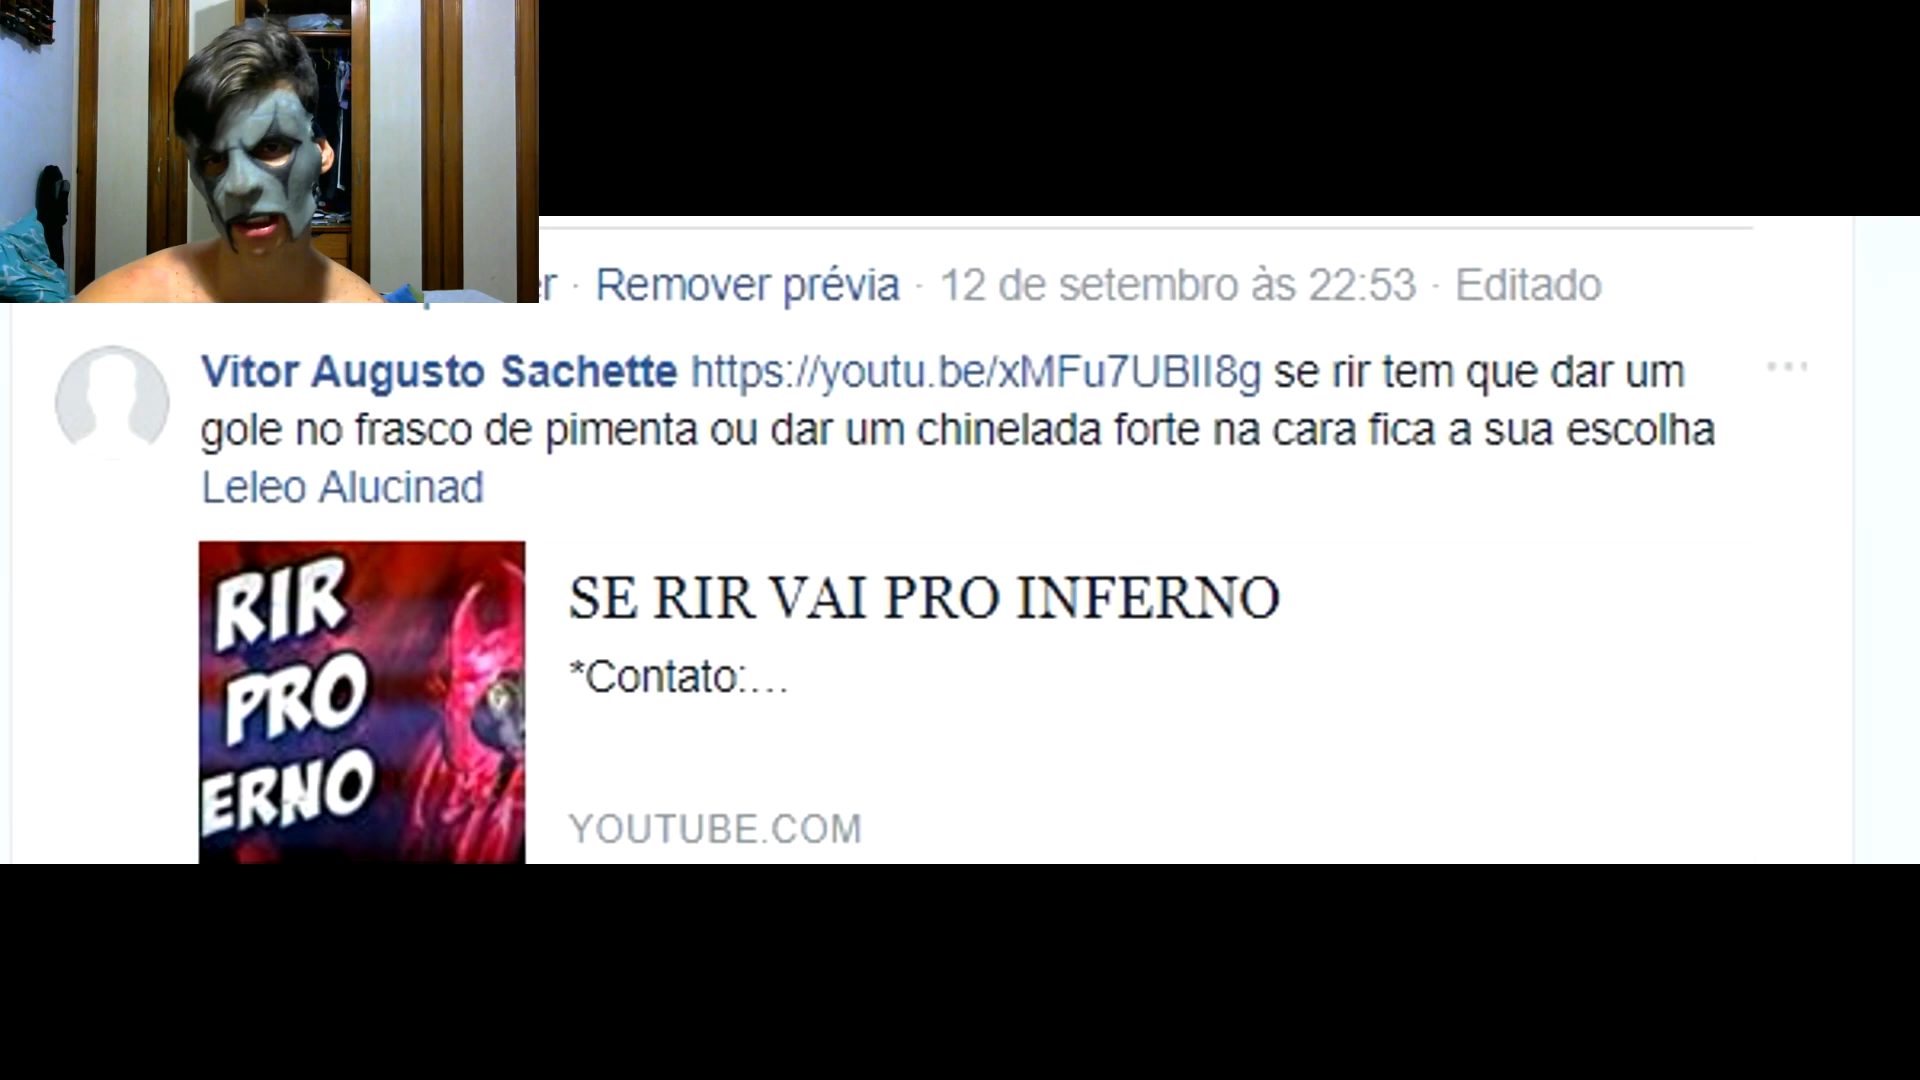 Remover prévia · 12 de setembro às 22:53 · Editado
Vitor Augusto Sachette https://youtu.be/xMFu7UBII8g se rir tem que dar um
gole no frasco de pimenta ou dar um chinelada forte na cara fica a sua escolha
Leleo Alucinad
RIR
PRO
ERNO
SE RIR VAI PRO INFERNO
*Contato:...
YOUTUBE.COM